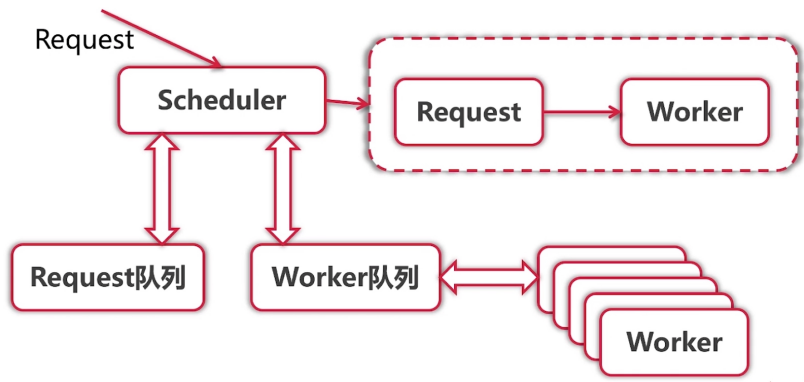 Request
Scheduler
Request
Worker
Request队列
Worker队列
Worker